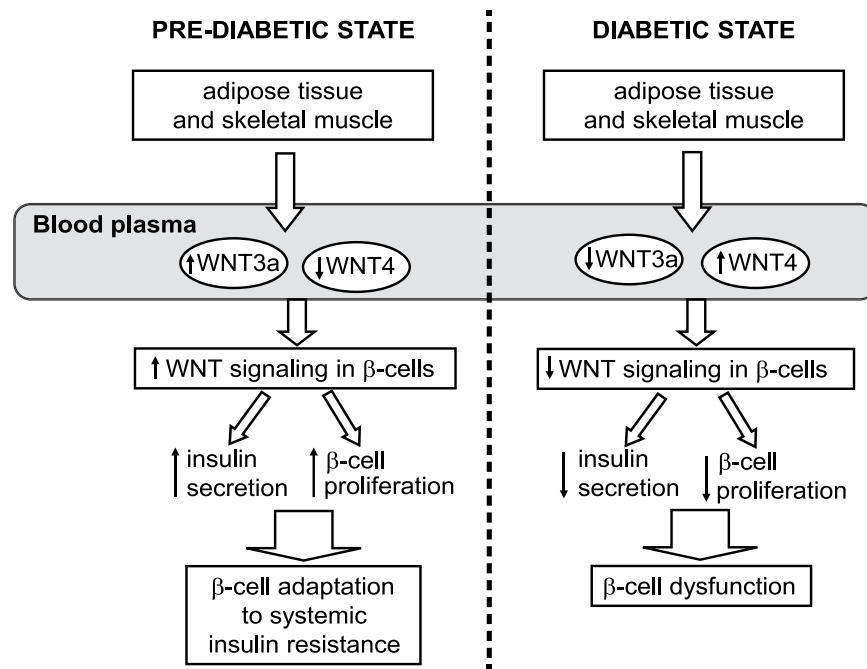 PRE-DIABETIC STATE
adipose tissue
and skeletal muscle
Blood plasma
↑WNT3a
↓WNT4
↑WNT signaling in β-cells
↑insulin
secretion
↑β-cell
proliferation
β-cell adaptation
to systemic
insulin resistance
DIABETIC STATE
adipose tissue
and skeletal muscle
↓WNT3a
↑WNT4
↓WNT signaling in β-cells
↓insulin
secretion
↓β-cell
proliferation
β-cell dysfunction